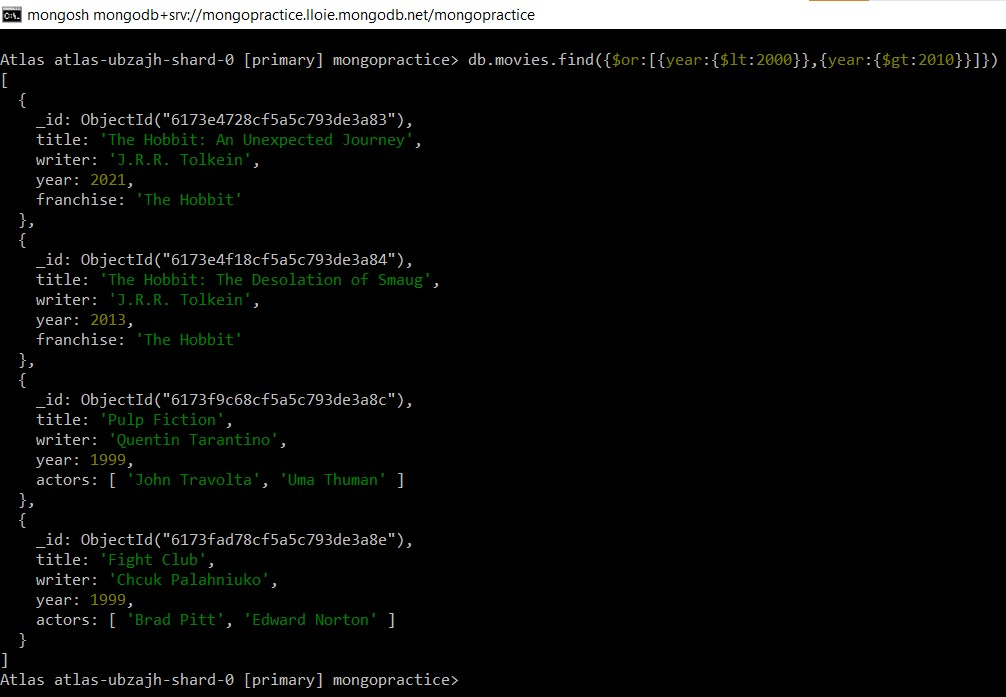 mongosh mongodb+srv://mongopractice.lloie.mongodb.net/mongopractice
Atlas atlas-ubzajh-shard-0 [primary] mongopractice> db.movies.find({$or:[{year:{$lt:2000}},{year:{$gt:2010}}]})
[
  {
    _id: ObjectId("6173e4728cf5a5c793de3a83"),
    title: 'The Hobbit: An Unexpected Journey',
    writer: 'J.R.R. Tolkein',
    year: 2021,
    franchise: 'The Hobbit'
  },
  {
    _id: ObjectId("6173e4f18cf5a5c793de3a84"),
    title: 'The Hobbit: The Desolation of Smaug',
    writer: 'J.R.R. Tolkein',
    year: 2013,
    franchise: 'The Hobbit'
  },
  {
    _id: ObjectId("6173f9c68cf5a5c793de3a8c"),
    title: 'Pulp Fiction',
    writer: 'Quentin Tarantino',
    year: 1999,
    actors: [ 'John Travolta', 'Uma Thuman' ]
  },
  {
    _id: ObjectId("6173fad78cf5a5c793de3a8e"),
    title: 'Fight Club',
    writer: 'Chcuk Palahniuko',
    year: 1999,
    actors: [ 'Brad Pitt', 'Edward Norton' ]
  }
]
Atlas atlas-ubzajh-shard-0 [primary] mongopractice>